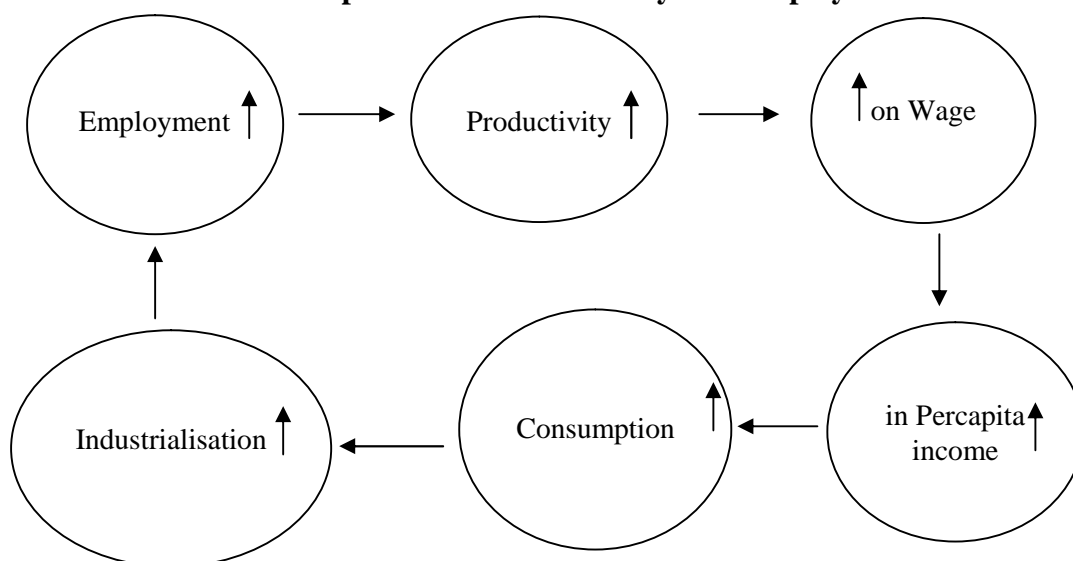 Employment
Productivity
on Wage
in Percapita
income
Consumption
Industrialisation